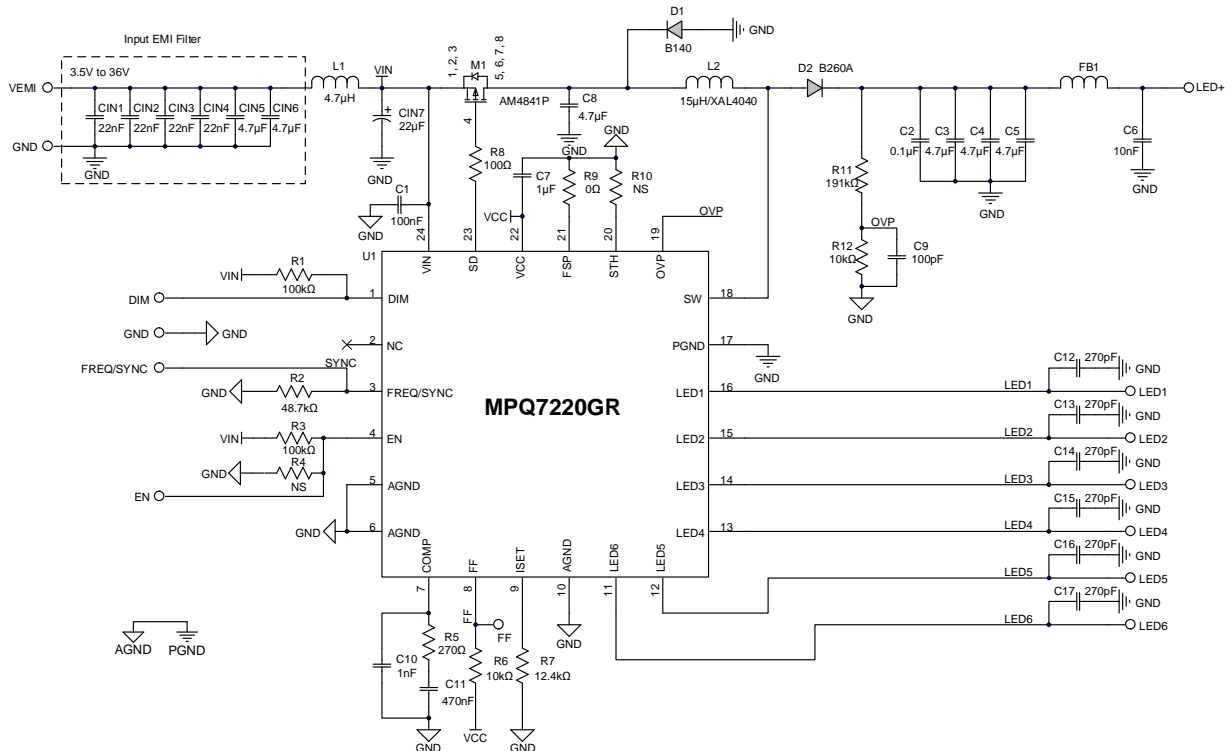 Input EMI Filter
3.5V to 36V
VEMI
GND
CIN1
22nF
CIN2
22nF
CIN3
22nF
CIN4
22nF
CIN5
4.7µF
CIN6
4.7µF
GND
L1
4.7µH
VIN
CIN7
22µF
GND
1, 2, 3
M1
5, 6, 7, 8
AM4841P
4
D1
B140
GND
L2
15µH/XAL4040
D2 B260A
FB1
LED+
C8
4.7µF
GND
R8
100Ω
C7
1µF
R9
0Ω
GND
R10
NS
C1
100nF
GND
VCC
OVP
C2
0.1µF
C3
4.7µF
C4
4.7µF
C5
4.7µF
GND
C6
10nF
GND
R11
191kΩ
OVP
R12
10kΩ
C9
100pF
GND
24
23
22
21
20
19
U1
VIN
SD
VCC
FSP
STH
OVP
VIN
R1
100kΩ
DIM
1
DIM
GND
GND
2
NC
FREQ/SYNC
SYNC
GND
R2
48.7kΩ
3
FREQ/SYNC
VIN
R3
100kΩ
4
EN
GND
R4
NS
EN
5
AGND
GND
6
AGND
MPQ7220GR
SW
18
PGND
17
GND
LED1
16
LED2
15
LED3
14
LED4
13
COMP
FF
ISET
AGND
LED6
LED5
7
8
9
10
11
12
C12 270pF
GND
LED1
LED1
C13 270pF
GND
LED2
LED2
C14 270pF
GND
LED3
LED3
C15 270pF
GND
LED4
LED4
C16 270pF
GND
LED5
LED5
C17 270pF
GND
LED6
LED6
AGND
PGND
C10
1nF
R5
270Ω
C11
470nF
GND
FF
FF
R6
10kΩ
VCC
R7
12.4kΩ
GND
GND